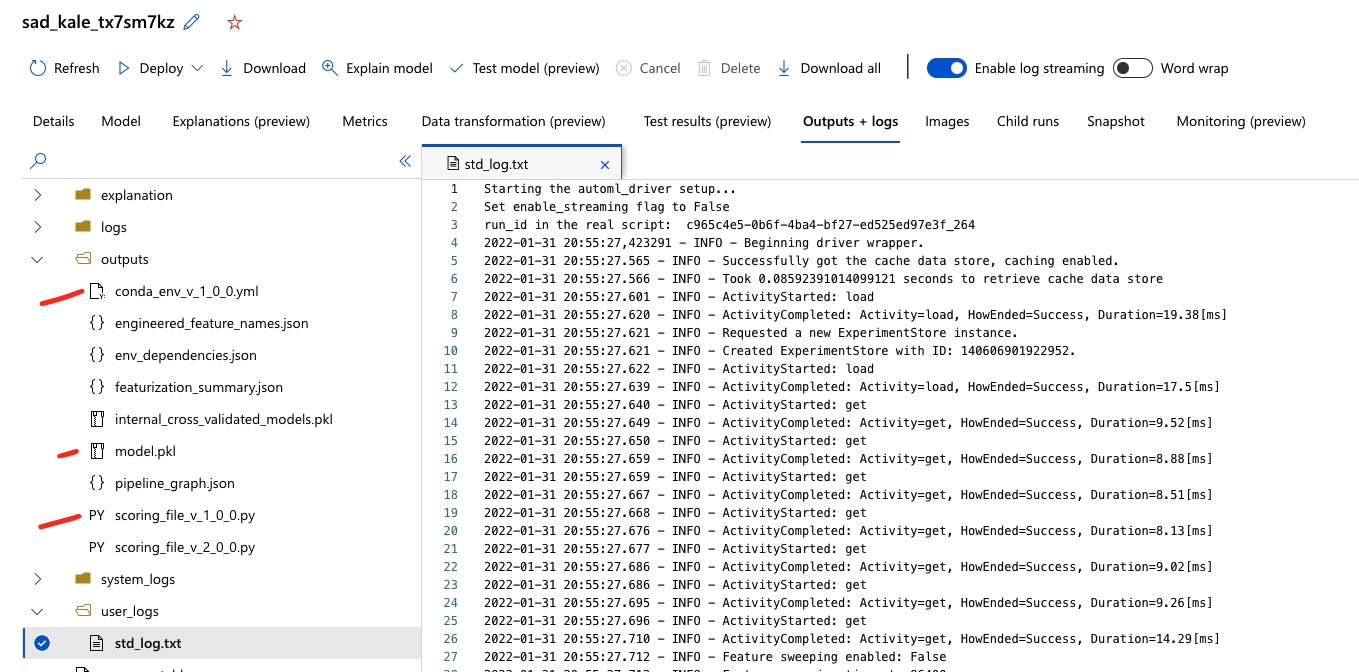 sad_kale_tx7sm7kz
Refresh Deploy Download Explain model Test model (preview) Cancel Delete Download all Enable log streaming Word wrap
Details Model Explanations (preview) Metrics Data transformation (preview) Test results (preview) Outputs + logs Images Child runs Snapshot Monitoring (preview)
explanation
logs
outputs
conda_env_v_1_0_0.yml
{} engineered_feature_names.json
{} env_dependencies.json
{} featurization_summary.json
internal_cross_validated_models.pkl
model.pkl
{} pipeline_graph.json
PY scoring_file_v_1_0_0.py
PY scoring_file_v_2_0_0.py
system_logs
user_logs
std_log.txt
std_log.txt
1 Starting the automl_driver setup...
2 Set enable_streaming flag to False
3 run_id in the real script:  c965c4e5-0b6f-4ba4-bf27-ed525ed97e3f_264
4 2022-01-31 20:55:27,423291 - INFO - Beginning driver wrapper.
5 2022-01-31 20:55:27.565 - INFO - Successfully got the cache data store, caching enabled.
6 2022-01-31 20:55:27.566 - INFO - Took 0.08592391014099121 seconds to retrieve cache data store
7 2022-01-31 20:55:27.601 - INFO - ActivityStarted: load
8 2022-01-31 20:55:27.620 - INFO - ActivityCompleted: Activity=load, HowEnded=Success, Duration=19.38[ms]
9 2022-01-31 20:55:27.621 - INFO - Requested a new ExperimentStore instance.
10 2022-01-31 20:55:27.621 - INFO - Created ExperimentStore with ID: 140606901922952.
11 2022-01-31 20:55:27.622 - INFO - ActivityStarted: load
12 2022-01-31 20:55:27.639 - INFO - ActivityCompleted: Activity=load, HowEnded=Success, Duration=17.5[ms]
13 2022-01-31 20:55:27.640 - INFO - ActivityStarted: get
14 2022-01-31 20:55:27.649 - INFO - ActivityCompleted: Activity=get, HowEnded=Success, Duration=9.52[ms]
15 2022-01-31 20:55:27.650 - INFO - ActivityStarted: get
16 2022-01-31 20:55:27.659 - INFO - ActivityCompleted: Activity=get, HowEnded=Success, Duration=8.88[ms]
17 2022-01-31 20:55:27.659 - INFO - ActivityStarted: get
18 2022-01-31 20:55:27.667 - INFO - ActivityCompleted: Activity=get, HowEnded=Success, Duration=8.51[ms]
19 2022-01-31 20:55:27.668 - INFO - ActivityStarted: get
20 2022-01-31 20:55:27.676 - INFO - ActivityCompleted: Activity=get, HowEnded=Success, Duration=8.13[ms]
21 2022-01-31 20:55:27.677 - INFO - ActivityStarted: get
22 2022-01-31 20:55:27.686 - INFO - ActivityCompleted: Activity=get, HowEnded=Success, Duration=9.02[ms]
23 2022-01-31 20:55:27.686 - INFO - ActivityStarted: get
24 2022-01-31 20:55:27.695 - INFO - ActivityCompleted: Activity=get, HowEnded=Success, Duration=9.26[ms]
25 2022-01-31 20:55:27.696 - INFO - ActivityStarted: get
26 2022-01-31 20:55:27.710 - INFO - ActivityCompleted: Activity=get, HowEnded=Success, Duration=14.29[ms]
27 2022-01-31 20:55:27.712 - INFO - Feature sweeping enabled: False